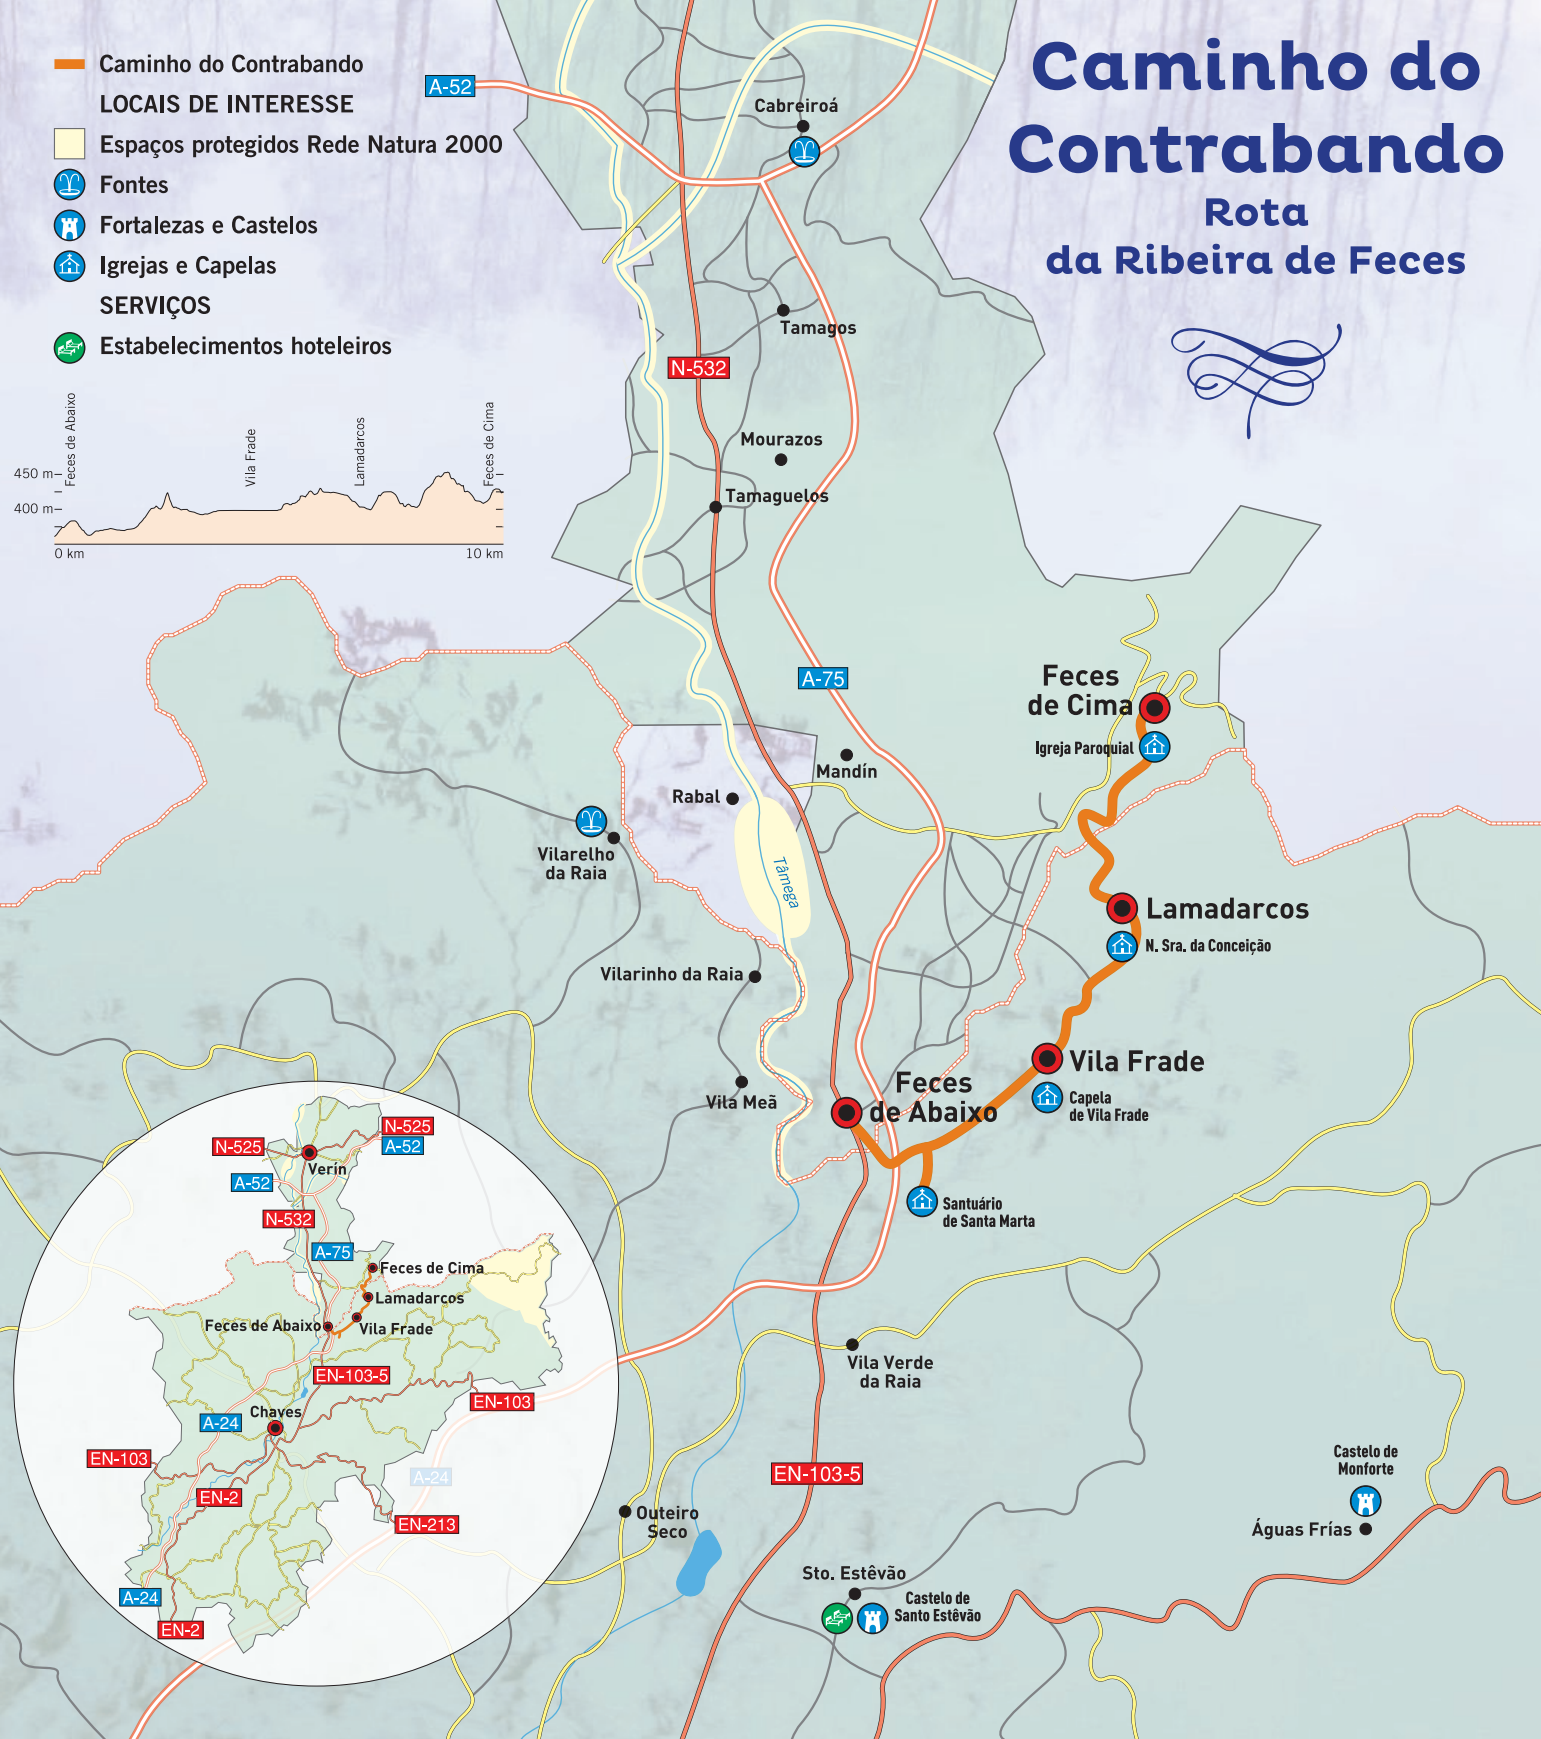 Caminho do
Contrabando
Rota
da Ribeira de Feces
Caminho do Contrabando
LOCAIS DE INTERESSE
Espaços protegidos Rede Natura 2000
Fontes
Fortalezas e Castelos
Igrejas e Capelas
SERVIÇOS
Estabelecimentos hoteleiros
Feces de Abaixo
Vila Frade
Lamadarcos
Feces de Cima
450 m
400 m
0 km
10 km
A-52
Cabreiroá
Tamagos
N-532
Mourazos
Tamaguelos
A-75
Feces
de Cima
Igreja Paroquial
Mandín
Rabal
Tâmega
Vilarelho
da Raia
Lamadarcos
N. Sra. da Conceição
Vilarinho da Raia
Vila Frade
Capela
de Vila Frade
Vila Meã
Feces
de Abaixo
Santuário
de Santa Marta
Vila Verde
da Raia
EN-103-5
Outeiro
Seco
Castelo de
Monforte
Águas Frías
Sto. Estêvão
Castelo de
Santo Estêvão
N-525
A-52
N-525
Verín
A-52
N-532
A-75
Feces de Cima
Lamadarcos
Feces de Abaixo
Vila Frade
EN-103-5
EN-103
Chaves
A-24
EN-103
A-24
EN-2
EN-213
A-24
EN-2